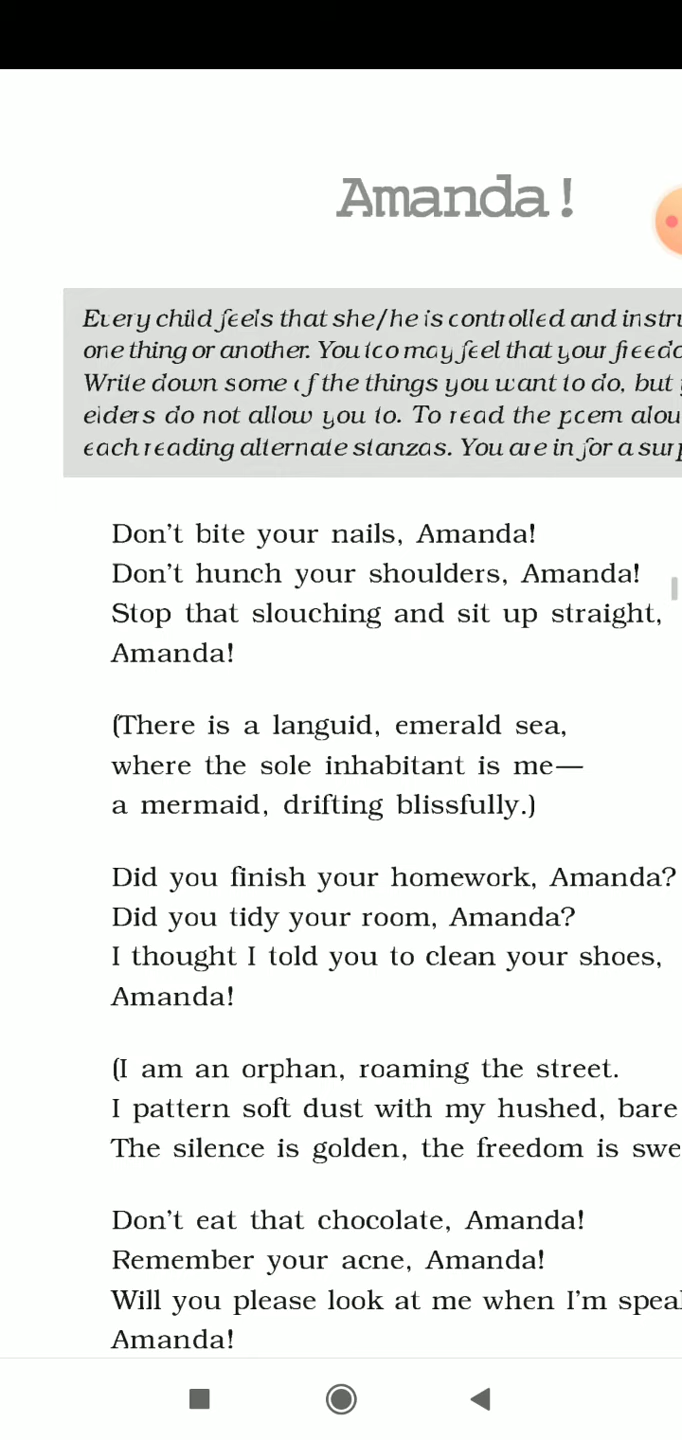 Amanda!
Every child feels that she/he is controlled and instru
one thing or another. You too may feel that your freedo
Write down some of the things you want to do, but
elders do not allow you to. To read the poem alou
each reading alternate stanzas. You are in for a surp
Don't bite your nails, Amanda!
Don't hunch your shoulders, Amanda!
Stop that slouching and sit up straight,
Amanda!
(There is a languid, emerald sea,
where the sole inhabitant is me—
a mermaid, drifting blissfully.)
Did you finish your homework, Amanda?
Did you tidy your room, Amanda?
I thought I told you to clean your shoes,
Amanda!
(I am an orphan, roaming the street.
I pattern soft dust with my hushed, bare
The silence is golden, the freedom is swe
Don't eat that chocolate, Amanda!
Remember your acne, Amanda!
Will you please look at me when I'm speak
Amanda!